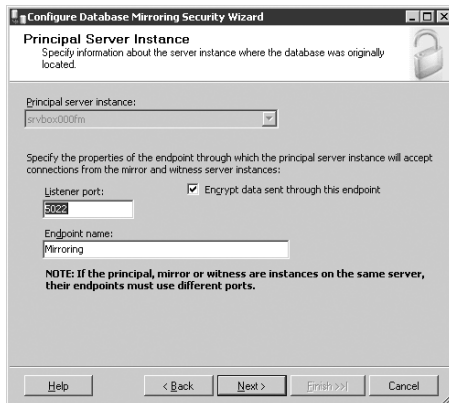 Configure Database Mirroring Security Wizard
Principal Server Instance
Specify information about the server instance where the database was originally
located.
Principal server instance:
srvbox000fm
Specify the properties of the endpoint through which the principal server instance will accept
connections from the mirror and witness server instances:
Listener port:
Encrypt data sent through this endpoint
5022
Endpoint name:
Mirroring
NOTE: If the principal, mirror or witness are instances on the same server,
their endpoints must use different ports.
Help
< Back
Next >
Finish >>|
Cancel